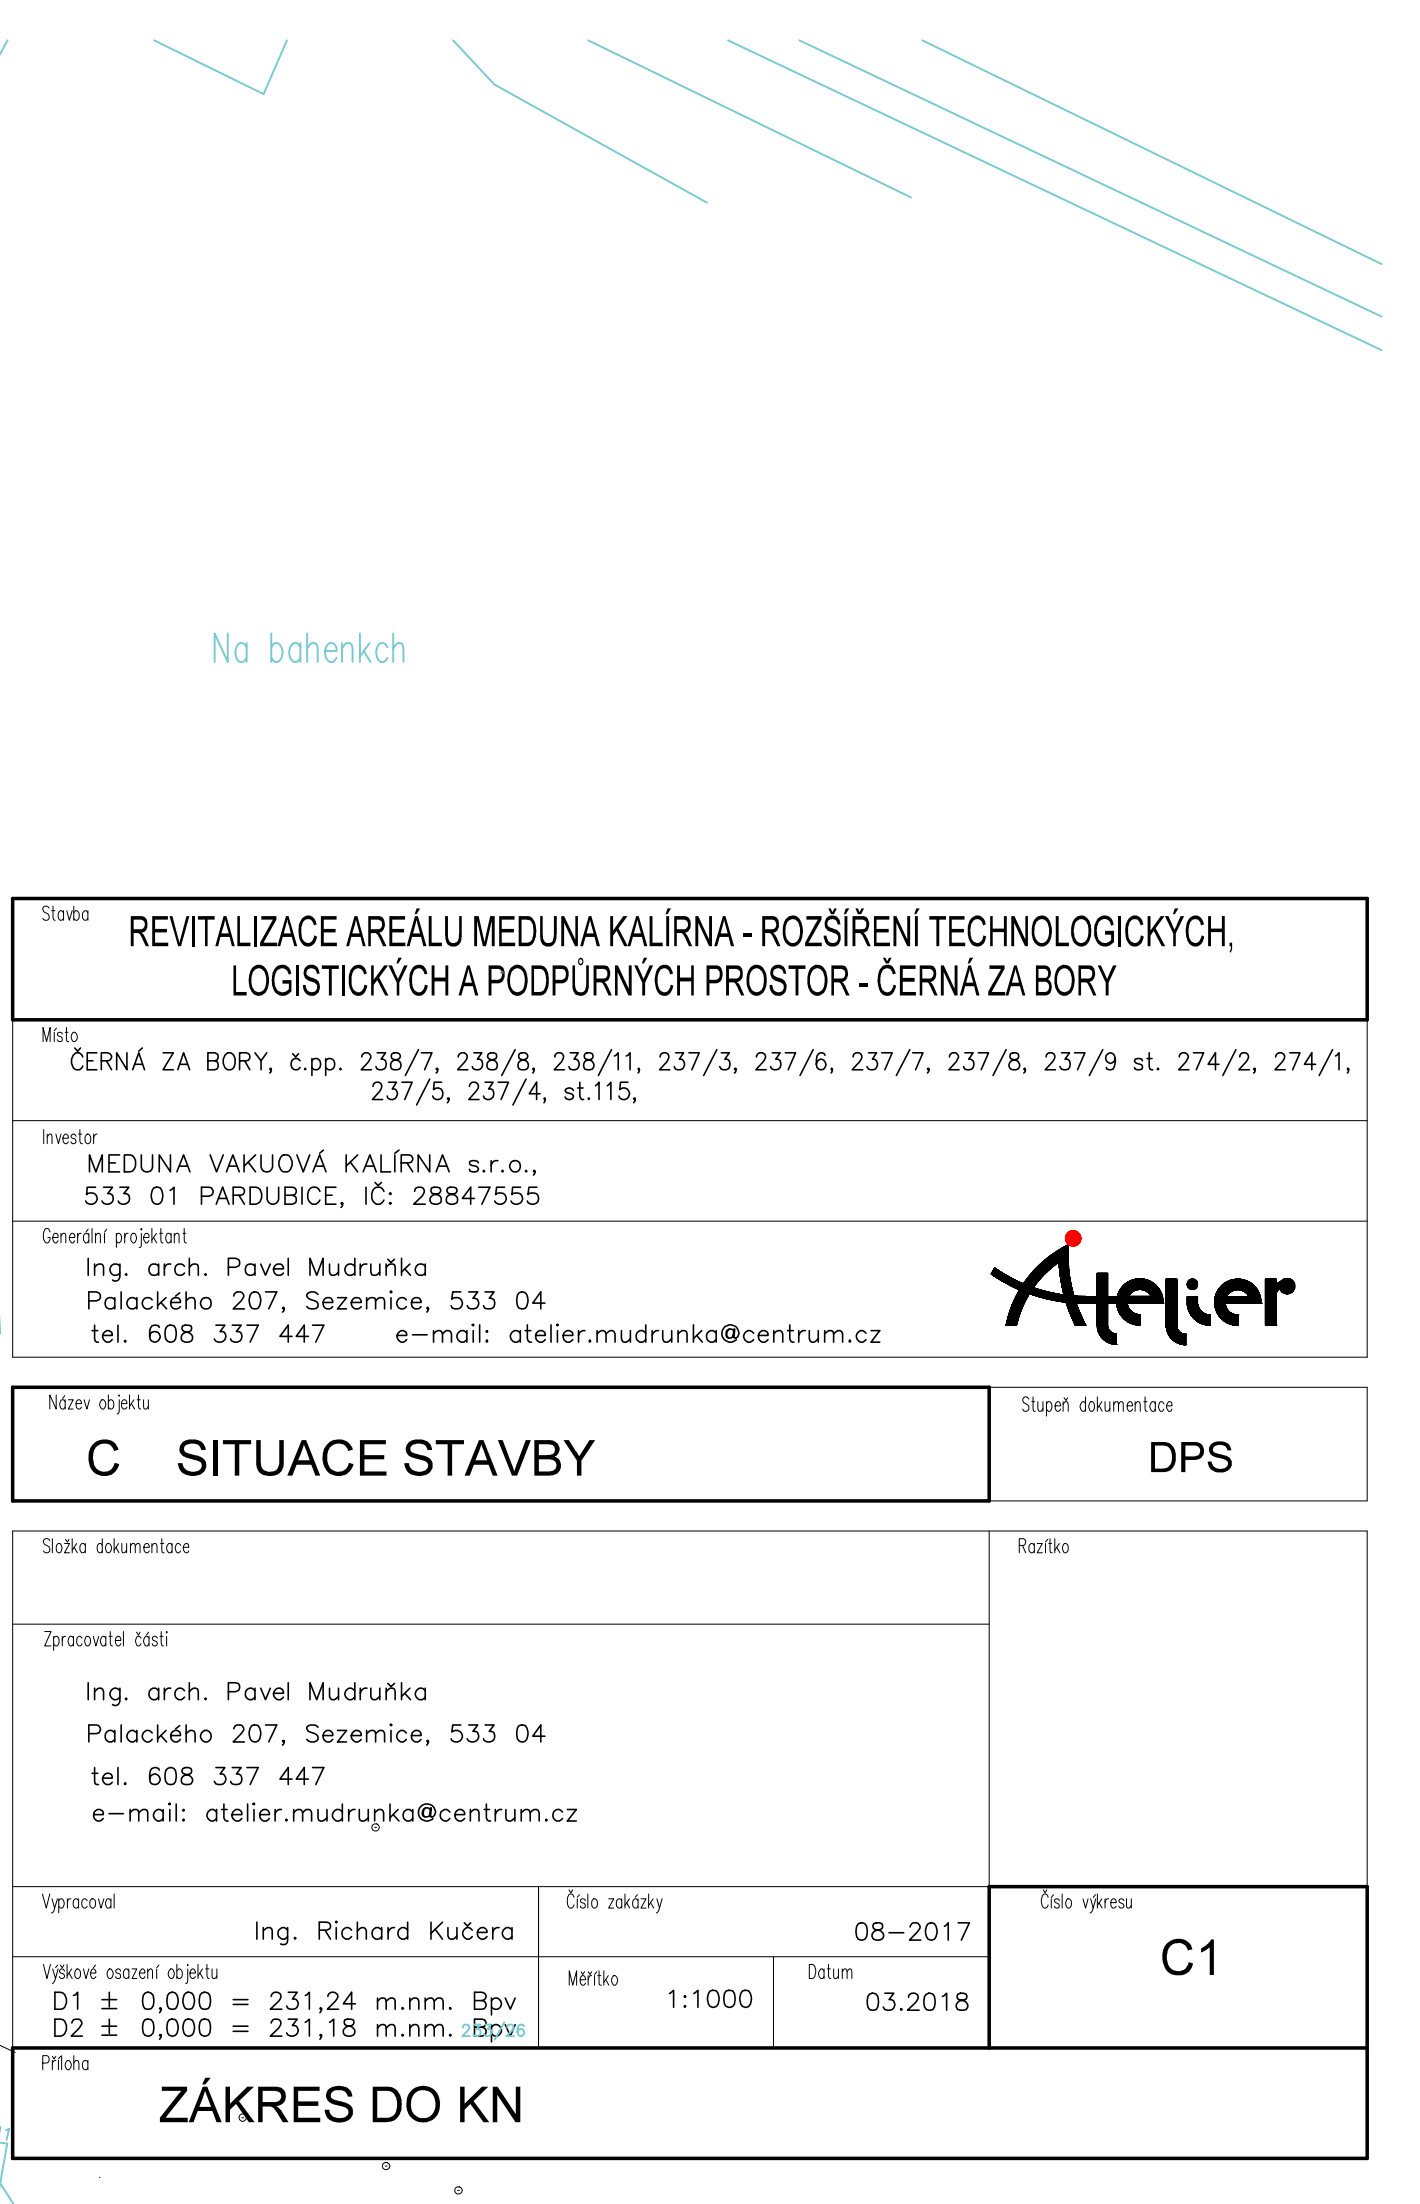 Na bahenkch
Stavba
REVITALIZACE AREÁLU MEDUNA KALÍRNA - ROZŠÍŘENÍ TECHNOLOGICKÝCH,
LOGISTICKÝCH A PODPŮRNÝCH PROSTOR - ČERNÁ ZA BORY
Místo
ČERNÁ ZA BORY, č.pp. 238/7, 238/8, 238/11, 237/3, 237/6, 237/7, 237/8, 237/9 st. 274/2, 274/1,
237/5, 237/4, st.115,
Investor
MEDUNA VAKUOVÁ KALÍRNA s.r.o.,
533 01 PARDUBICE, IČ: 28847555
Generální projektant
Ing. arch. Pavel Mudruňka
Palackého 207, Sezemice, 533 04
tel. 608 337 447 e-mail: atelier.mudrunka@centrum.cz
Atelier
Název objektu
C SITUACE STAVBY
Stupeň dokumentace
DPS
Složka dokumentace
Razítko
Zpracovatel části
Ing. arch. Pavel Mudruňka
Palackého 207, Sezemice, 533 04
tel. 608 337 447
e-mail: atelier.mudrunka@centrum.cz
Vypracoval
Ing. Richard Kučera
Číslo zakázky
08-2017
Číslo výkresu
C1
Výškové osazení objektu
D1 ± 0,000 = 231,24 m.nm. Bpv
D2 ± 0,000 = 231,18 m.nm. Bpv
Měřítko
1:1000
Datum
03.2018
Příloha
ZÁKRES DO KN